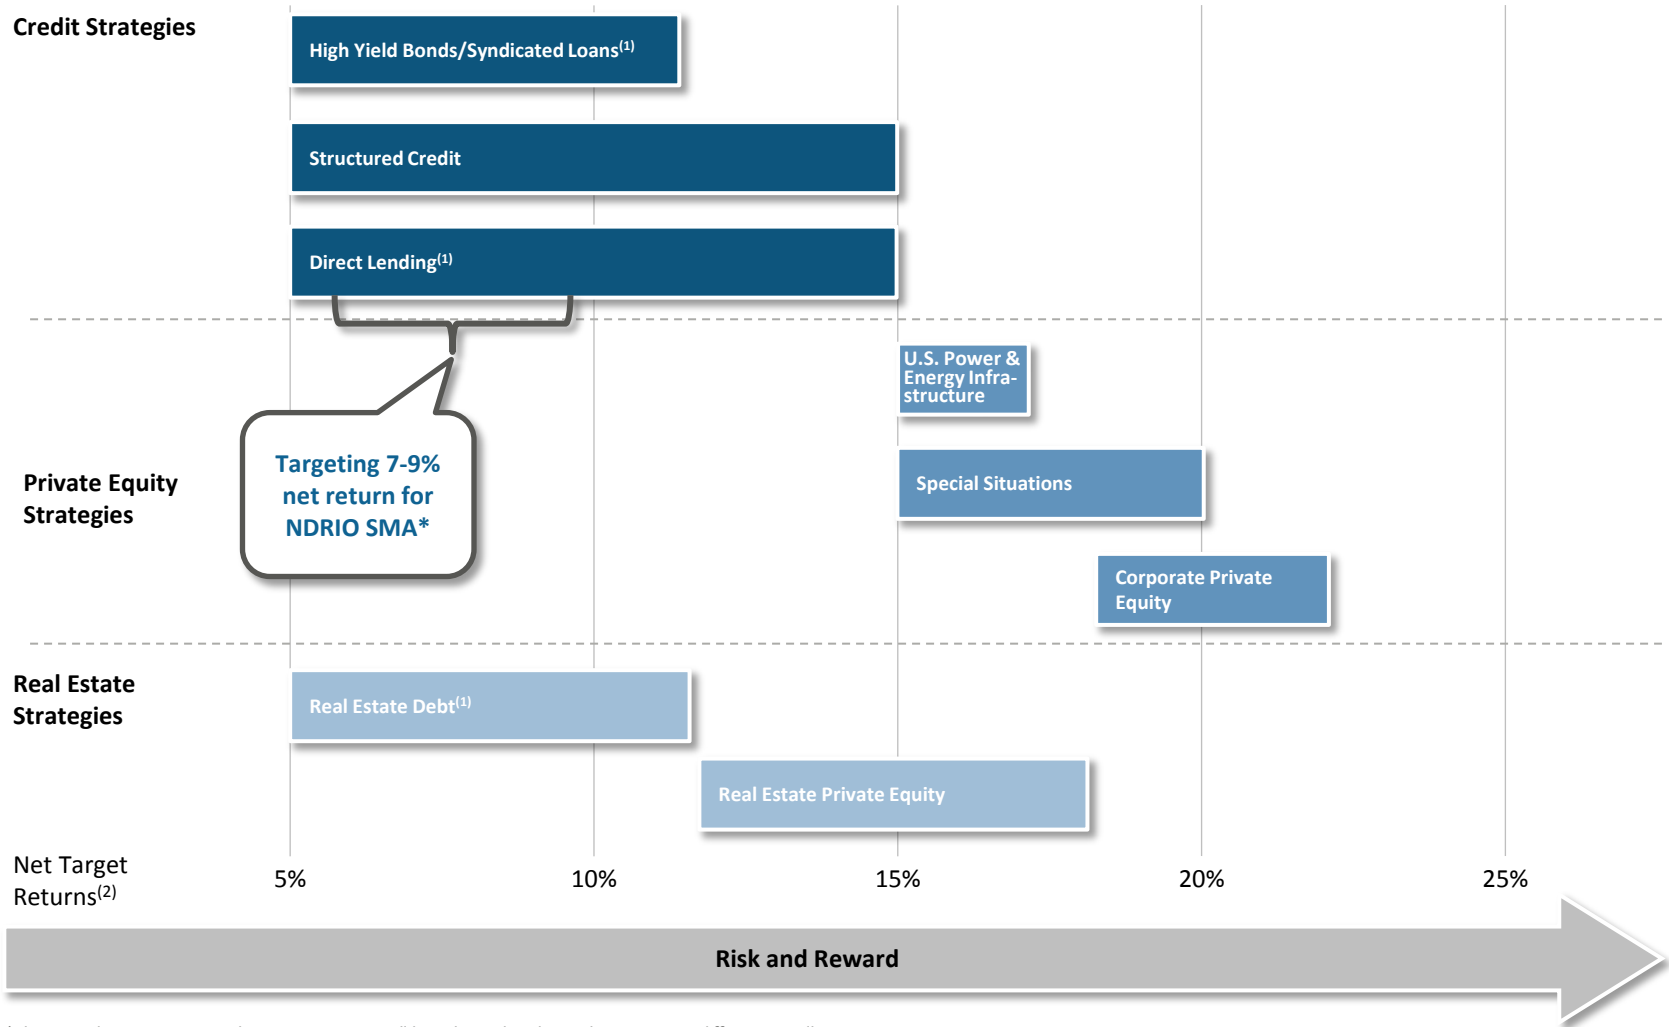 Credit Strategies
High Yield Bonds/Syndicated Loans(1)
Structured Credit
Direct Lending(1)
Targeting 7-9%
net return for
NDRIO SMA*
Private Equity
Strategies
U.S. Power &
Energy Infra-
structure
Special Situations
Corporate Private
Equity
Real Estate
Strategies
Real Estate Debt(1)
Real Estate Private Equity
Net Target
Returns(2)
5%
10%
15%
20%
25%
Risk and Reward